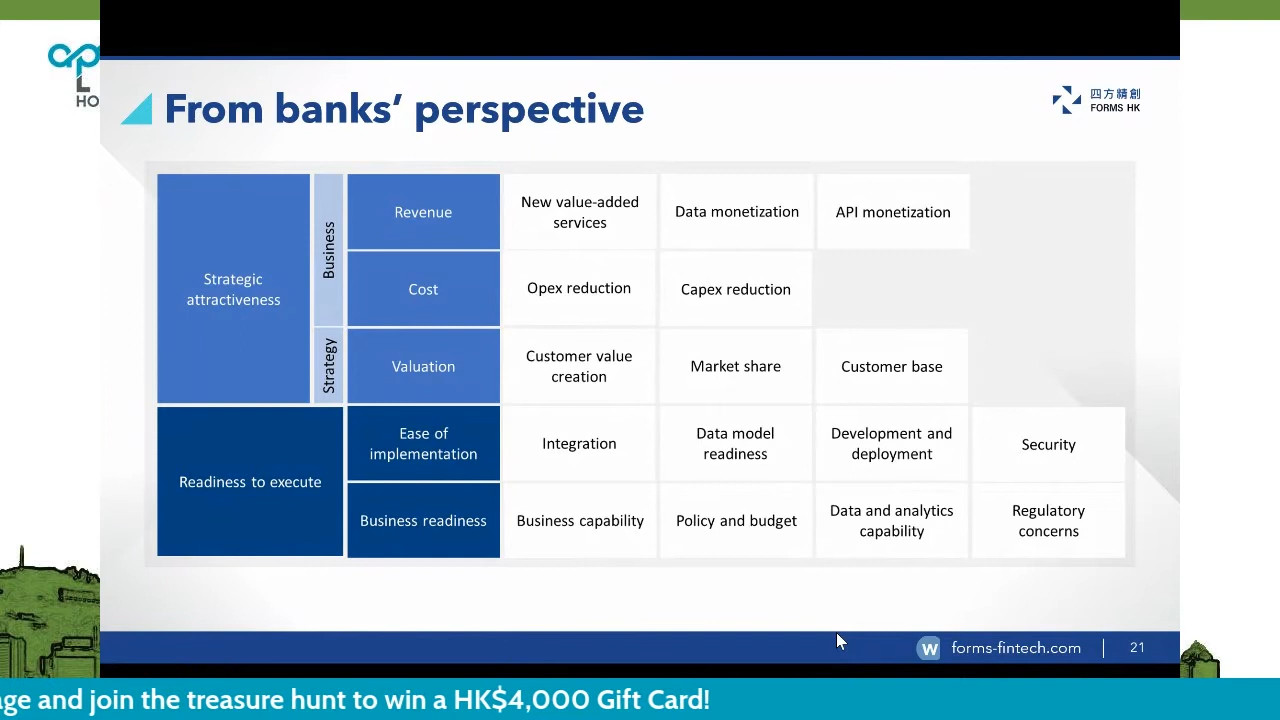 From banks' perspective
四方精創
FORMS HK
Strategic
attractiveness
Business
Revenue
New value-added
services
Data monetization
API monetization
Cost
Opex reduction
Capex reduction
Strategy
Valuation
Customer value
creation
Market share
Customer base
Readiness to execute
Ease of
implementation
Integration
Data model
readiness
Development and
deployment
Security
Business readiness
Business capability
Policy and budget
Data and analytics
capability
Regulatory
concerns
W
forms-fintech.com
21
and join the treasure hunt to win a HK$4,000 Gift Card!